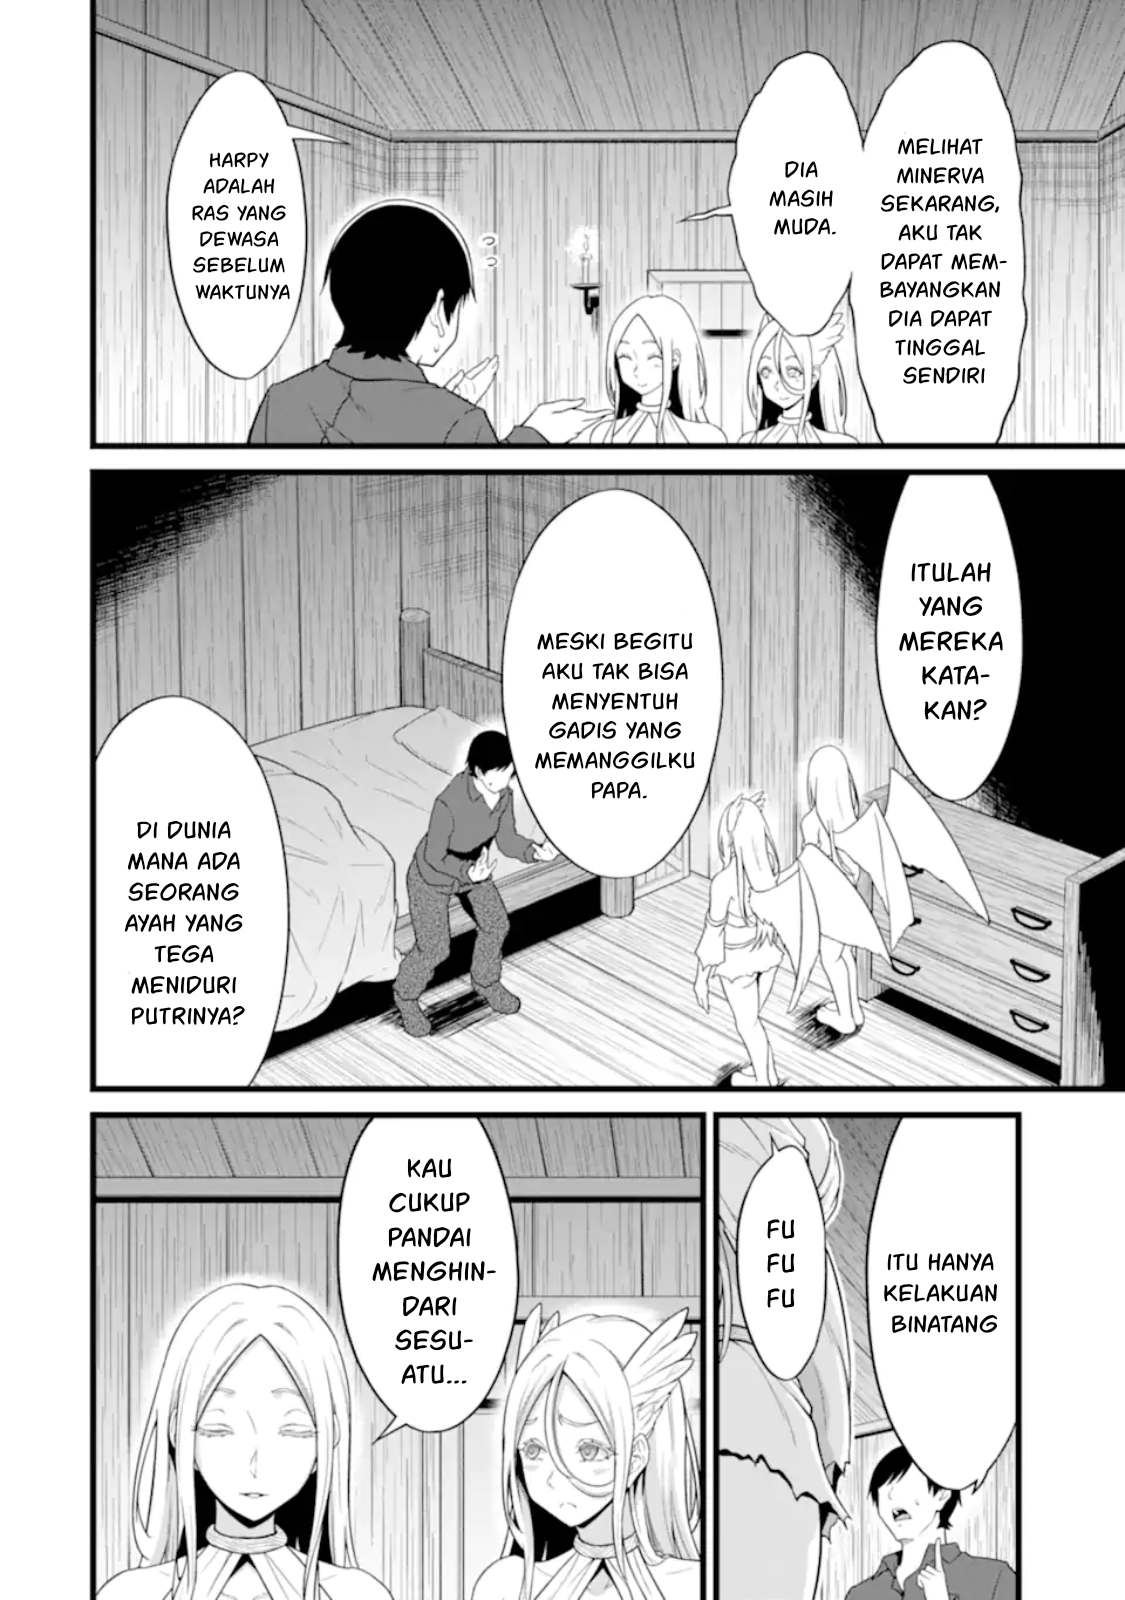 MELIHAT
MINERVA
SEKARANG,
AKU TAK
DAPAT MEM-
BAYANGKAN
DIA DAPAT
TINGGAL
SENDIRI
DIA
MASIH
MUDA.
HARPY
ADALAH
RAS YANG
DEWASA
SEBELUM
WAKTUNYA
ITULAH
YANG
MEREKA
KATA-
KAN?
MESKI BEGITU
AKU TAK BISA
MENYENTUH
GADIS YANG
MEMANGGILKU
PAPA.
DI DUNIA
MANA ADA
SEORANG
AYAH YANG
TEGA
MENIDURI
PUTRINYA?
ITU HANYA
KELAKUAN
BINATANG
FU
FU
FU
KAU
CUKUP
PANDAI
MENGHIN-
DARI
SESU-
ATU...